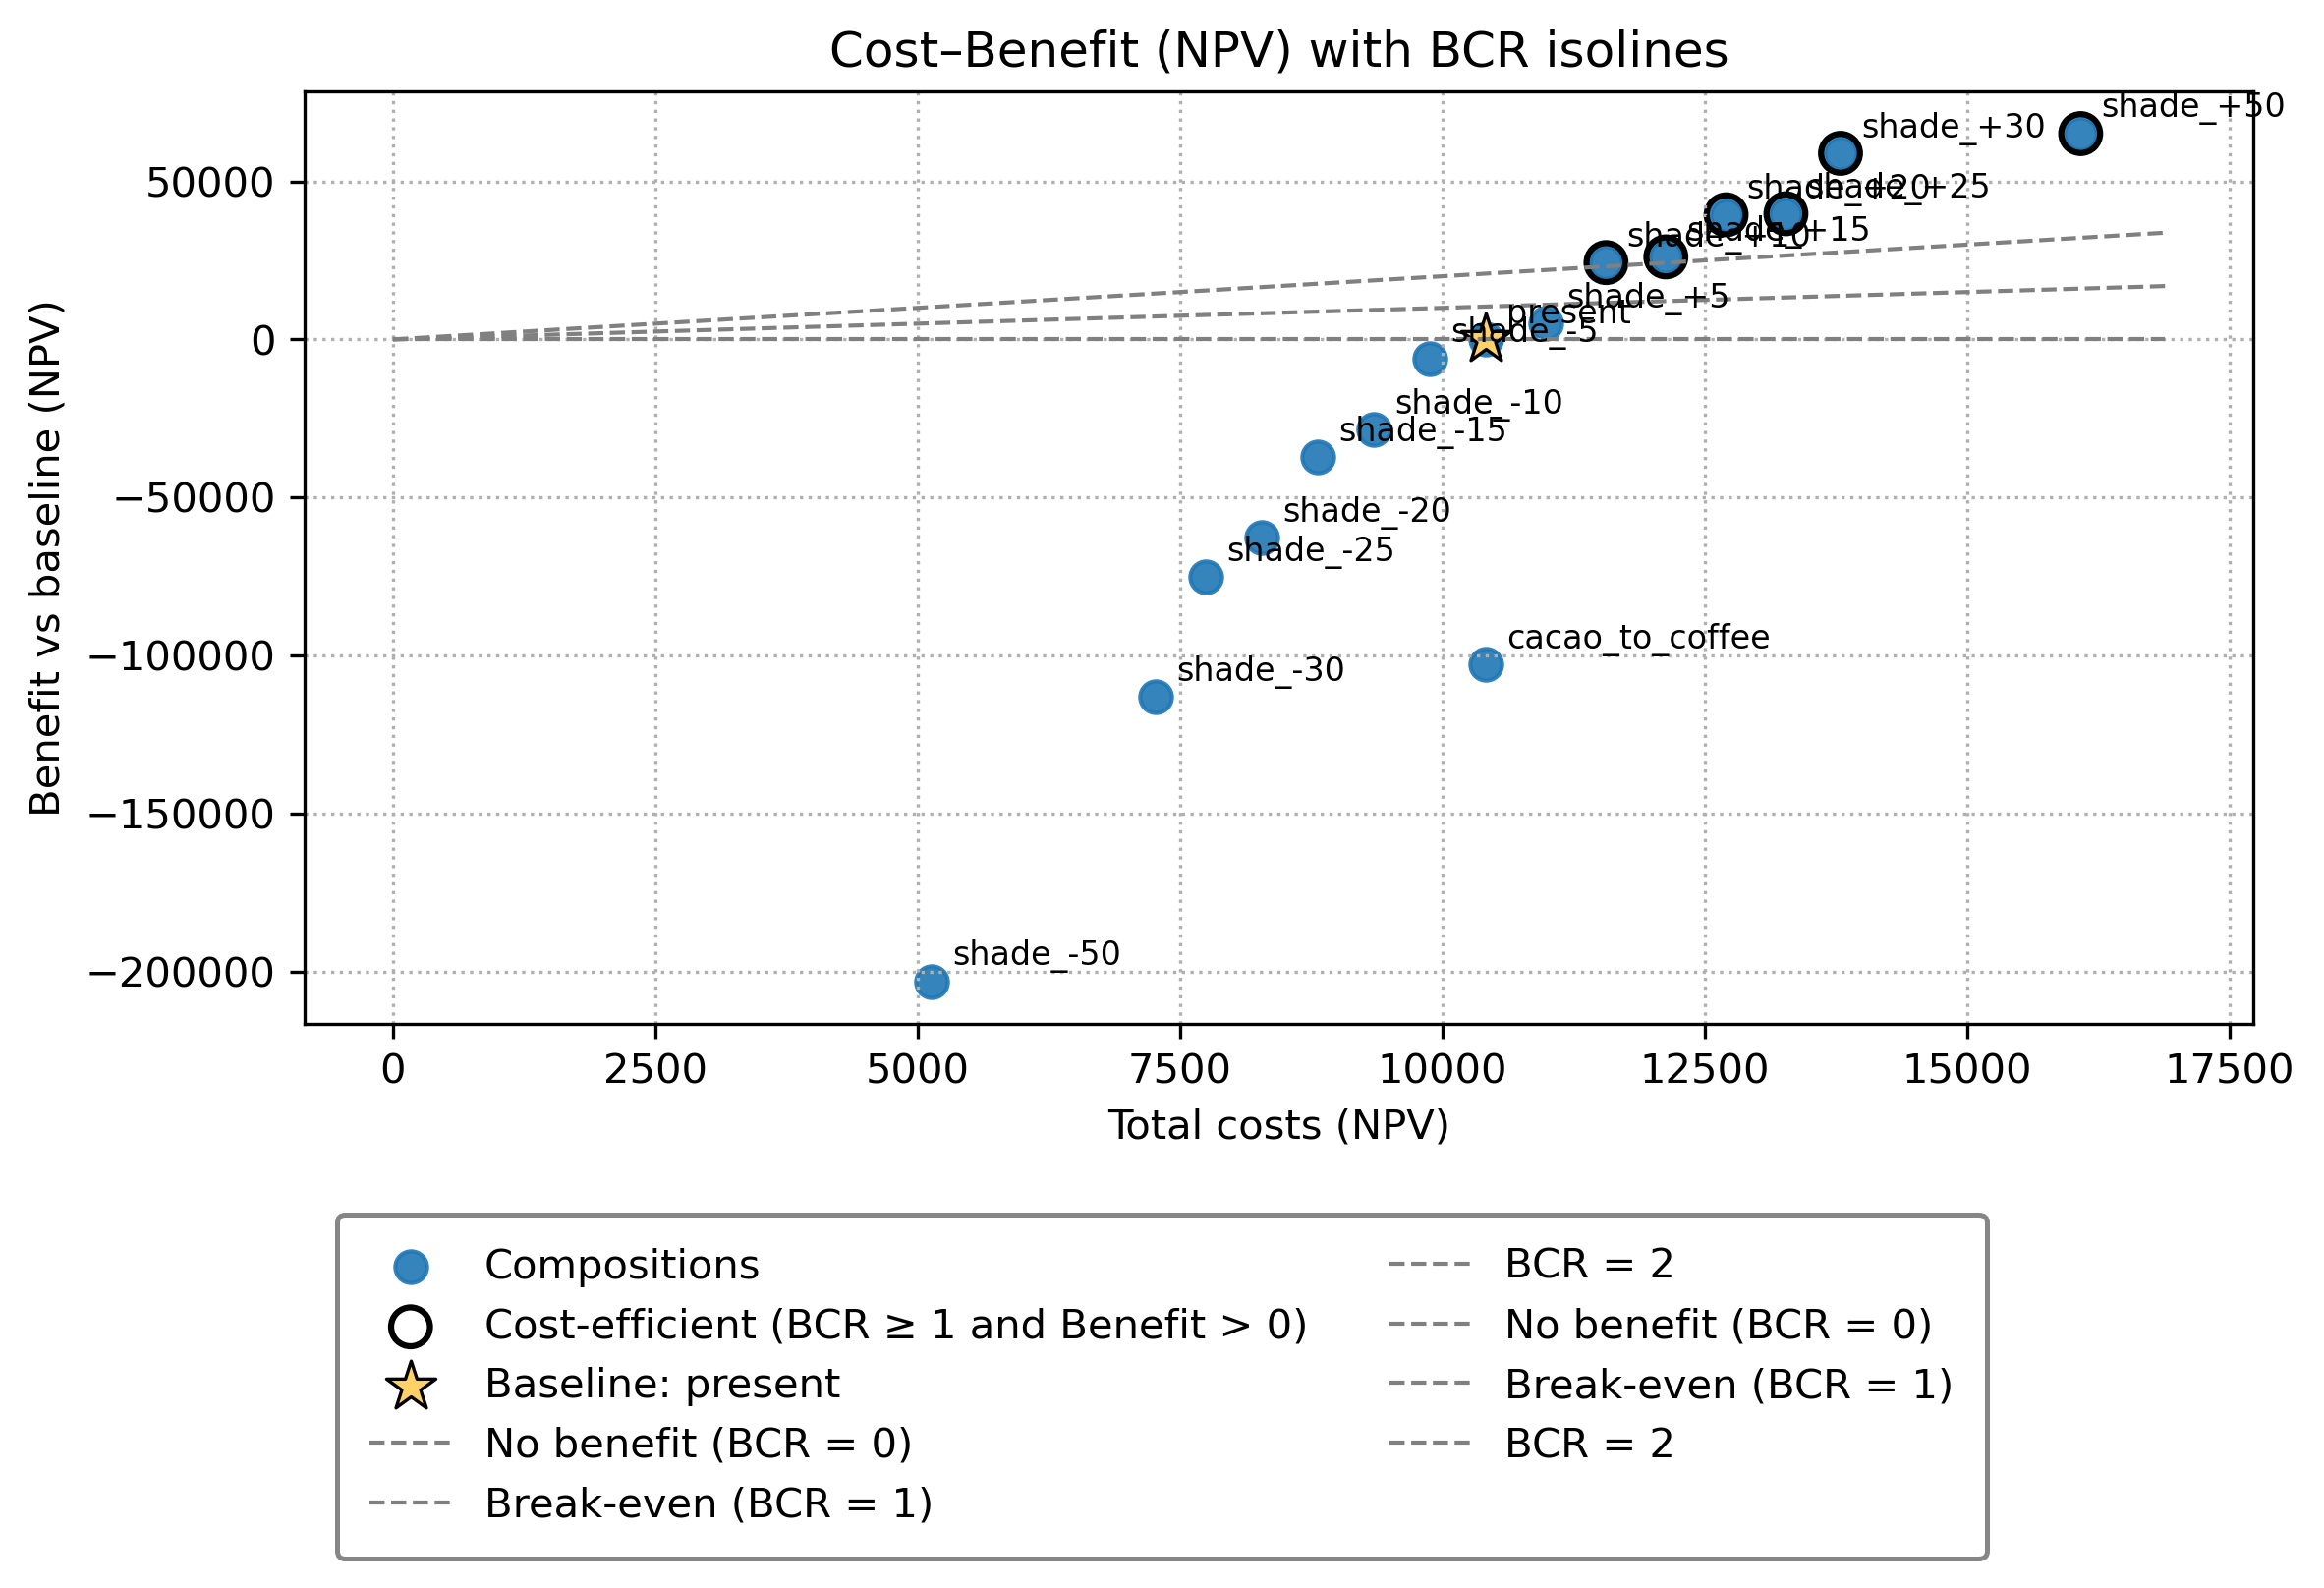 Cost–Benefit (NPV) with BCR isolines
Benefit vs baseline (NPV)
50000
0
−50000
−100000
−150000
−200000
shade_+50
shade_+30
shade_+20
shade_+25
shade_+10
shade_+15
shade_+5
present
shade_-5
shade_-10
shade_-15
shade_-20
shade_-25
cacao_to_coffee
shade_-30
shade_-50
0
2500
5000
7500
10000
12500
15000
17500
Total costs (NPV)
Compositions
Cost-efficient (BCR ≥ 1 and Benefit > 0)
Baseline: present
No benefit (BCR = 0)
Break-even (BCR = 1)
BCR = 2
No benefit (BCR = 0)
Break-even (BCR = 1)
BCR = 2